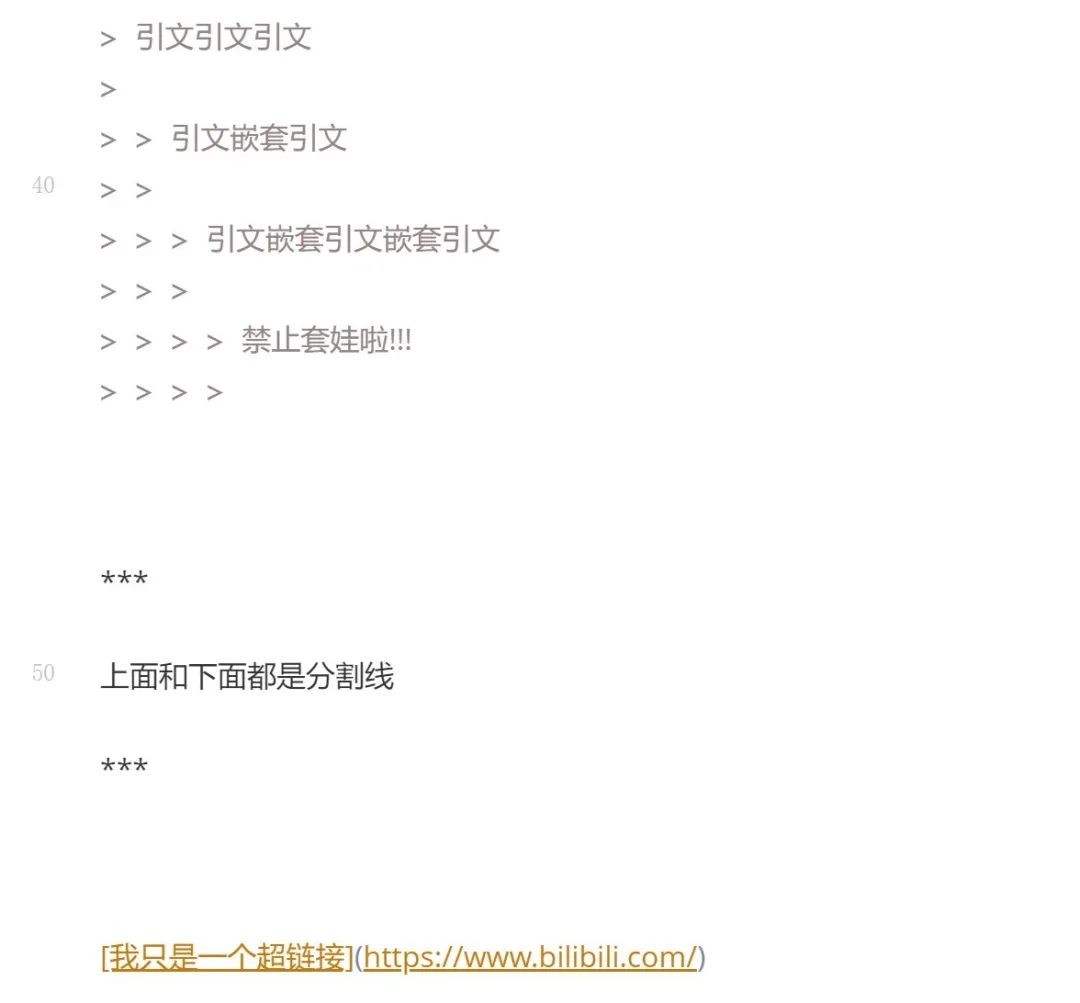 > 引文引文引文
>
> > 引文嵌套引文
40
> >
> > > 引文嵌套引文嵌套引文
> > >
> > > > 禁止套娃啦!!!
> > > >
***
50
上面和下面都是分割线
***
[我只是一个超链接](https://www.bilibili.com/)